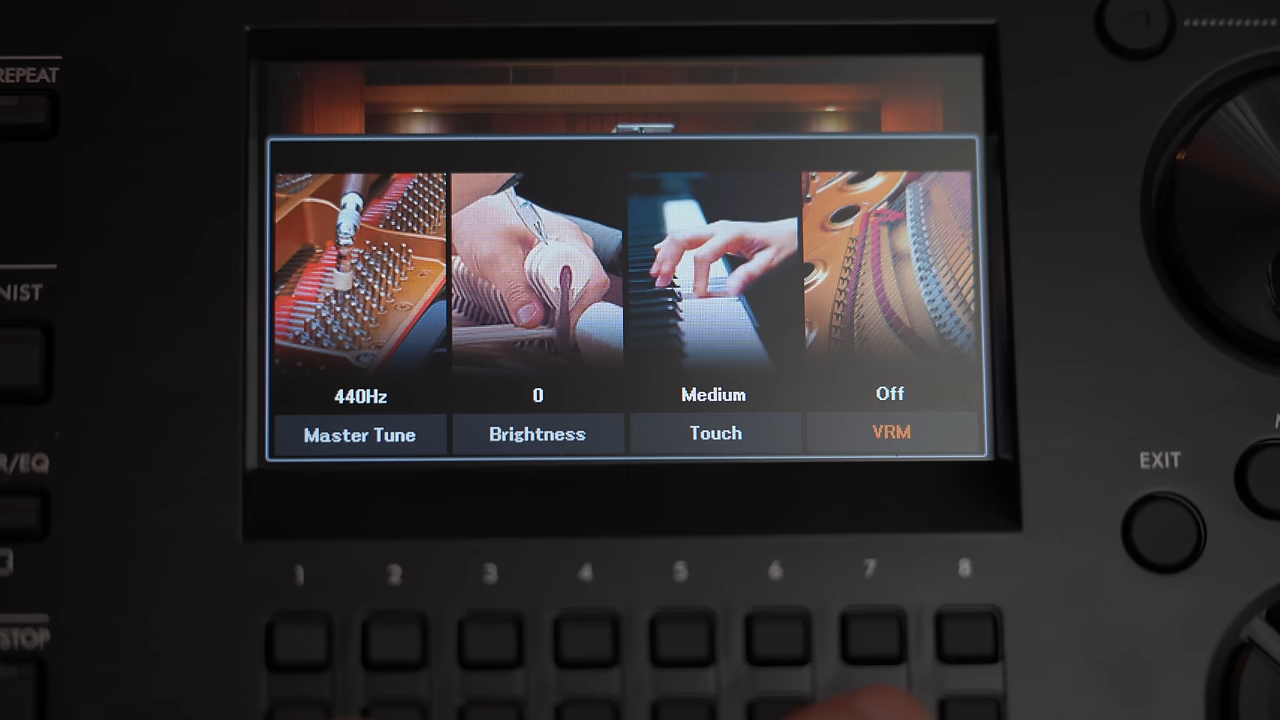 REPEAT
440Hz 0 Medium Off
Master Tune Brightness Touch VRM
NIST
R/EQ
EXIT
1 2 3 4 5 6 7 8
STOP